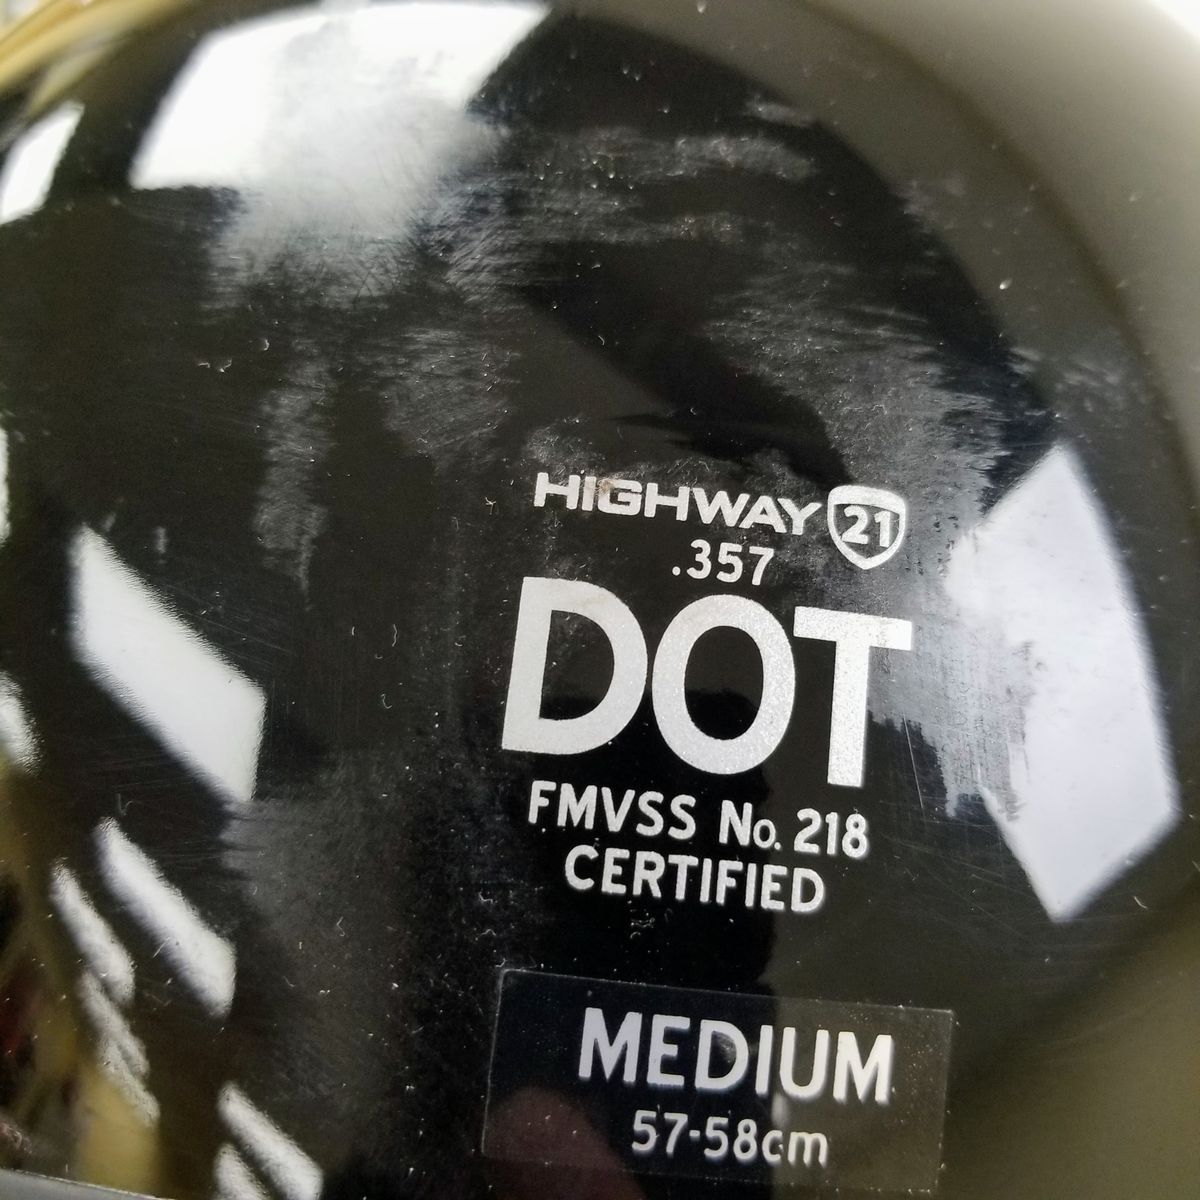 HIGHWAY 21
.357
DOT
FMVSS No. 218
CERTIFIED
MEDIUM
57-58cm